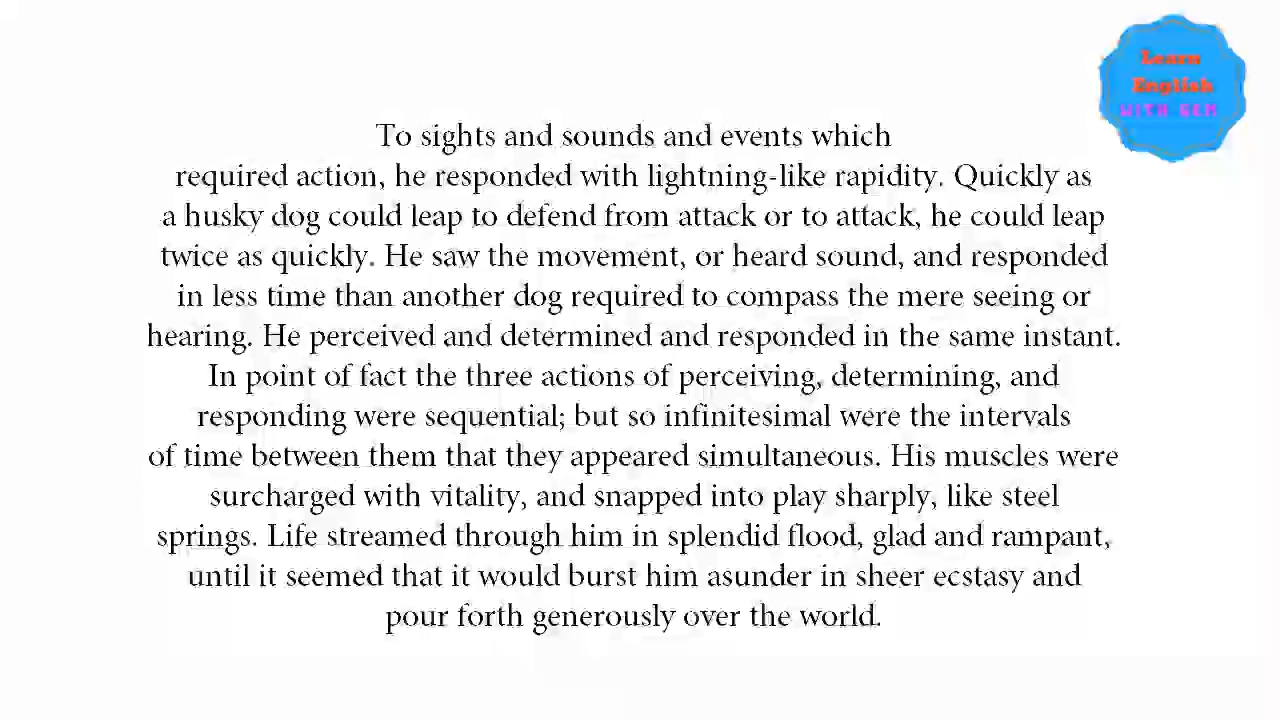 Learn
English
WITH GEM
To sights and sounds and events which
required action, he responded with lightning-like rapidity. Quickly as
a husky dog could leap to defend from attack or to attack, he could leap
twice as quickly. He saw the movement, or heard sound, and responded
in less time than another dog required to compass the mere seeing or
hearing. He perceived and determined and responded in the same instant.
In point of fact the three actions of perceiving, determining, and
responding were sequential; but so infinitesimal were the intervals
of time between them that they appeared simultaneous. His muscles were
surcharged with vitality, and snapped into play sharply, like steel
springs. Life streamed through him in splendid flood, glad and rampant,
until it seemed that it would burst him asunder in sheer ecstasy and
pour forth generously over the world.